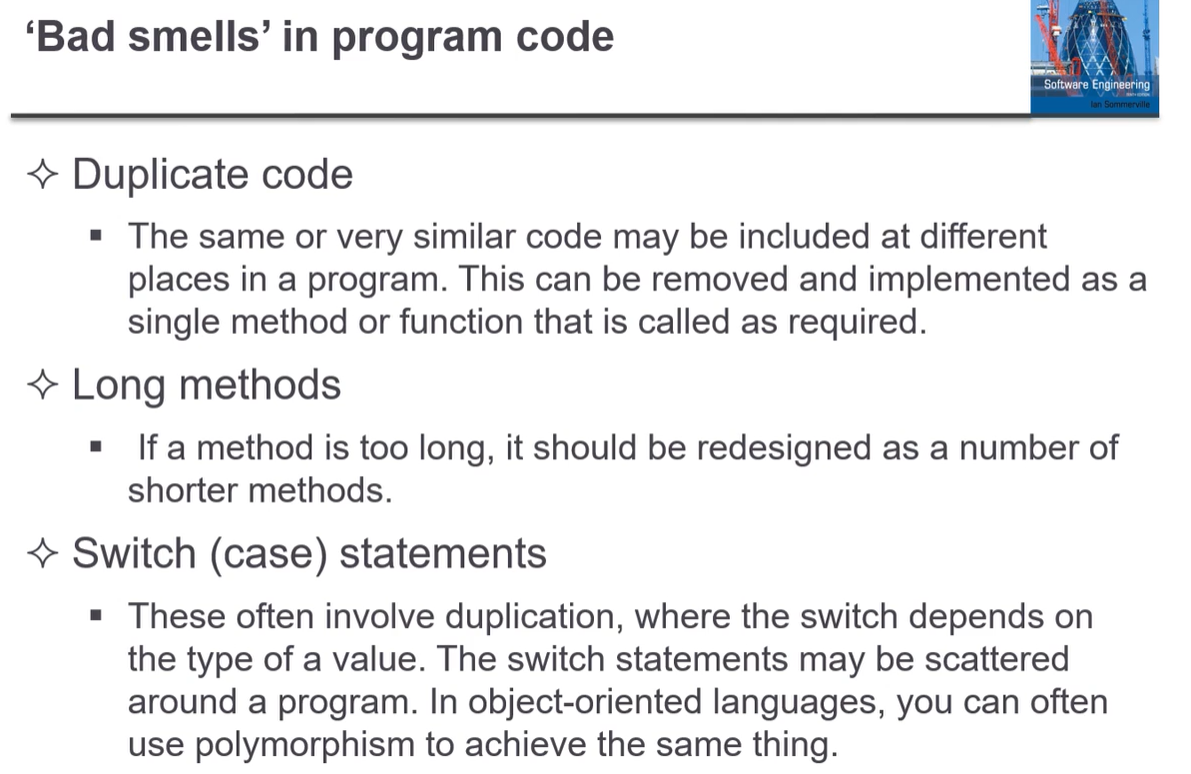 ‘Bad smells’ in program code
Software Engineering
Ian Sommerville
✧ Duplicate code
▪ The same or very similar code may be included at different
places in a program. This can be removed and implemented as a
single method or function that is called as required.
✧ Long methods
▪ If a method is too long, it should be redesigned as a number of
shorter methods.
✧ Switch (case) statements
▪ These often involve duplication, where the switch depends on
the type of a value. The switch statements may be scattered
around a program. In object-oriented languages, you can often
use polymorphism to achieve the same thing.